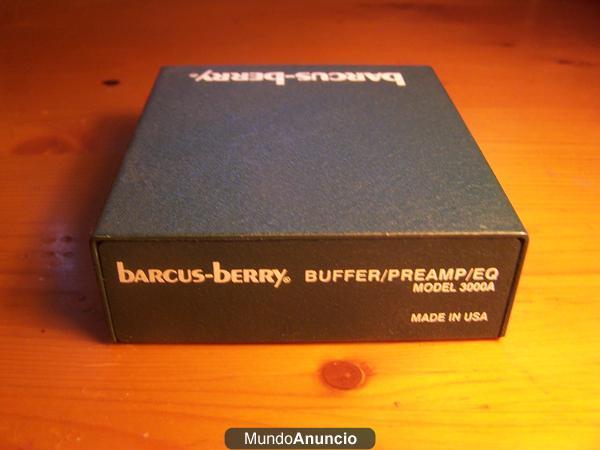 barcus-berry®
barcus-berry® BUFFER/PREAMP/EQ
MODEL 3000A
MADE IN USA
MundoAnuncio